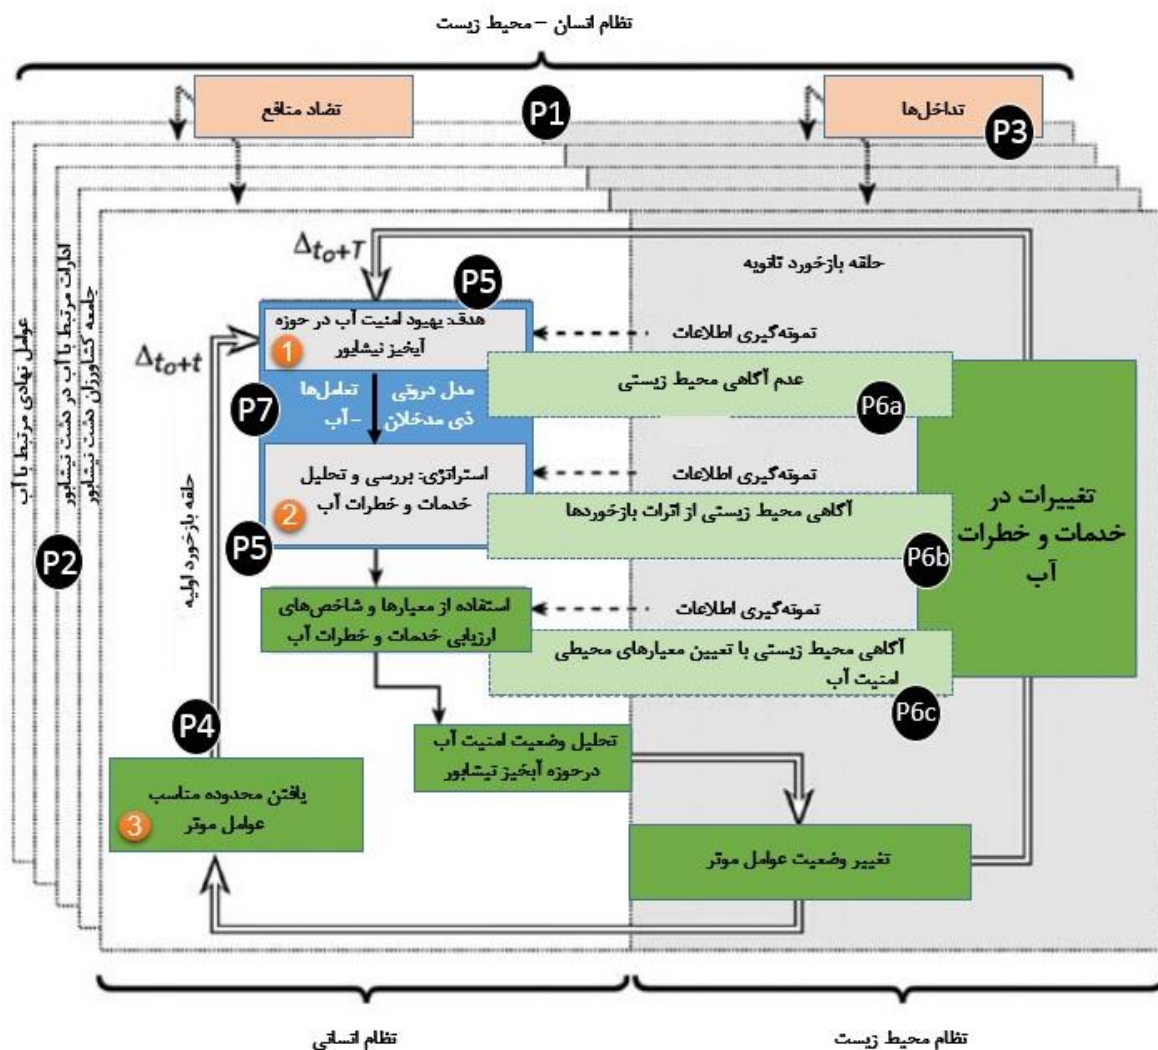 نظام انسان – محیط زیست
تضاد منافع
تداخل‌ها
P1
P3
Δt₀+T
حلقه بازخورد ثانویه
P5
هدف: بهبود امنیت آب در حوزه
آبخیز نیشابور
1
نمونه‌گیری اطلاعات
Δt₀+t
عدم آگاهی محیط زیستی
P6a
P7
مدل درونی
تعامل‌ها
ذی مدخلان
– آب
نمونه‌گیری اطلاعات
استراتژی: بررسی و تحلیل
خدمات و خطرات آب
2
آگاهی محیط زیستی از اثرات بازخوردها
P6b
P5
تغییرات در
خدمات و خطرات
آب
عوامل نهای مرتبط با آب
ادارات مرتبط با آب در دشت نیشابور
جامعه کشاورزان دشت نیشابور
P2
حلقه بازخورد اولیه
استفاده از معیارها و شاخص‌های
ارزیابی خدمات و خطرات آب
نمونه‌گیری اطلاعات
آگاهی محیط زیستی با تعیین معیارهای محیطی
امنیت آب
P6c
P4
تحلیل وضعیت امنیت آب
درحوزه آبخیز نیشابور
یافتن محدوده مناسب
عوامل موثر
3
تغییر وضعیت عوامل موثر
نظام انسانی
نظام محیط زیست